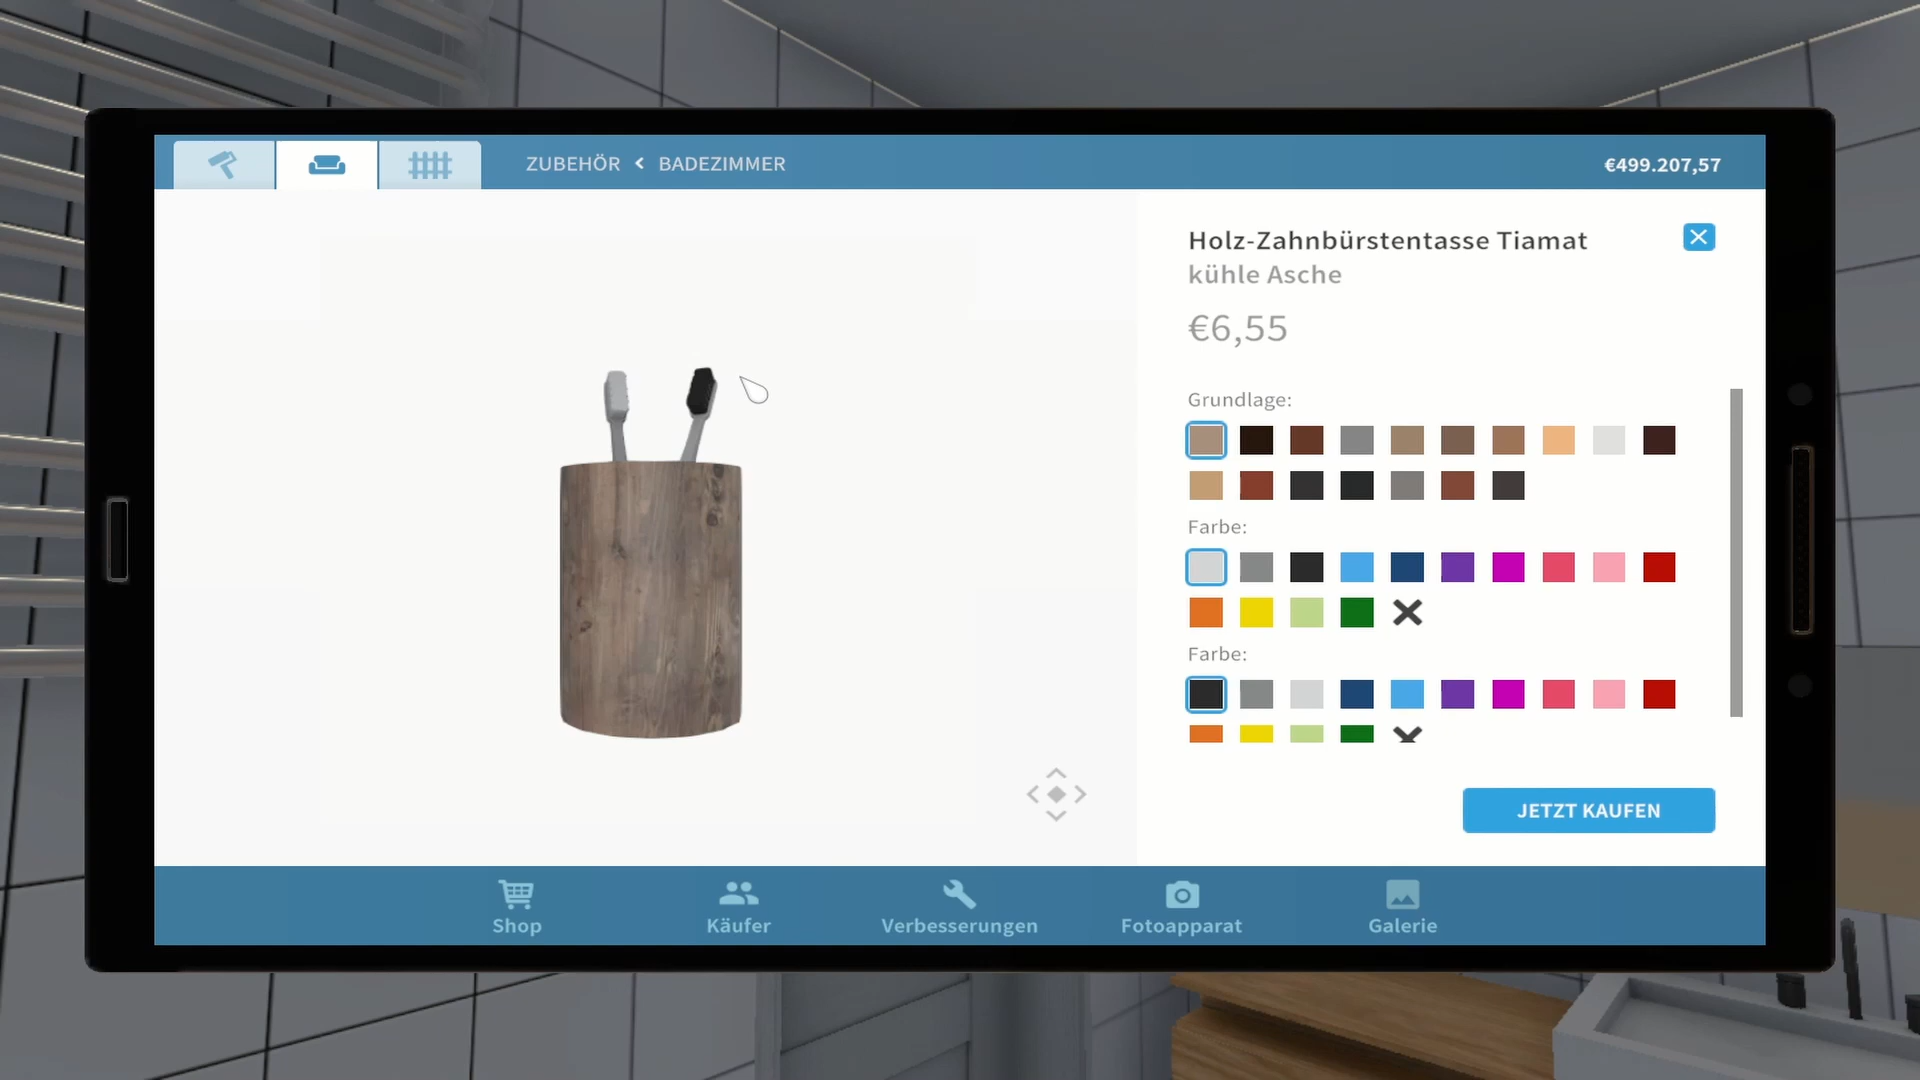 ZUBEHÖR < BADEZIMMER
€499.207,57
Holz-Zahnbürstentasse Tiamat
kühle Asche
€6,55
Grundlage:
Farbe:
Farbe:
JETZT KAUFEN
Shop
Käufer
Verbesserungen
Fotoapparat
Galerie